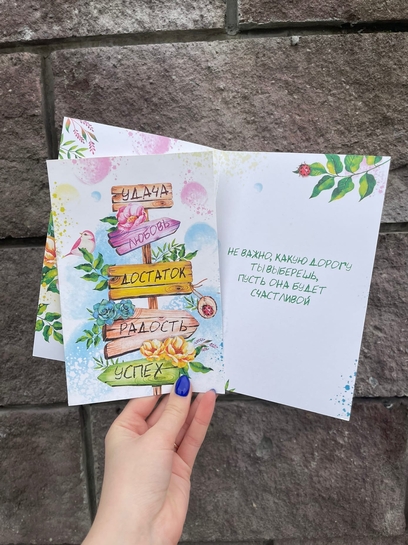 УДАЧА
ЛЮБОВЬ
ДОСТАТОК
РАДОСТЬ
УСПЕХ
НЕ ВАЖНО, КАКУЮ ДОРОГУ
ТЫ ВЫБЕРЕШЬ,
ПУСТЬ ОНА БУДЕТ
СЧАСТЛИВОЙ